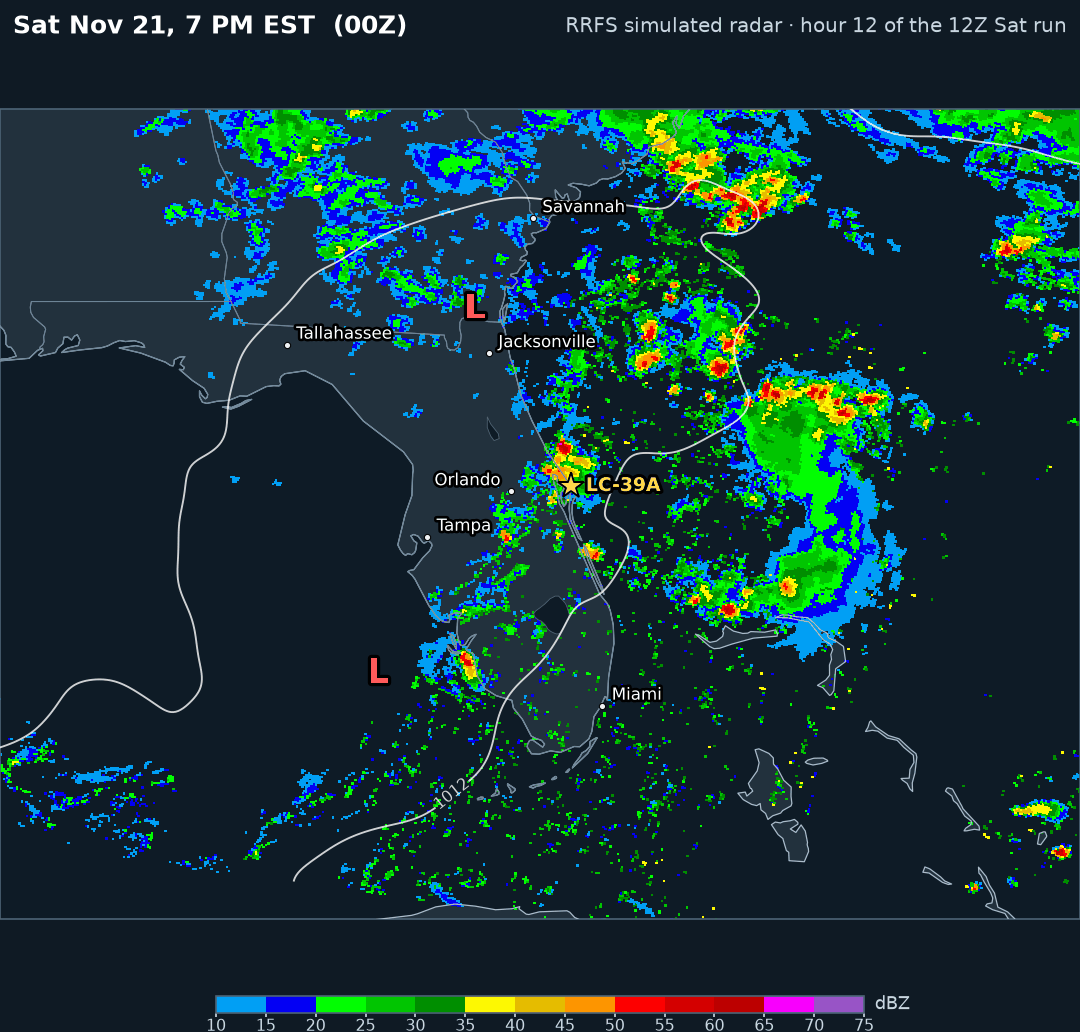 Sat Nov 21, 7 PM EST (00Z)
RRFS simulated radar · hour 12 of the 12Z Sat run
Savannah
L
Tallahassee
Jacksonville
Orlando
LC-39A
Tampa
L
Miami
1012
dBZ
10 15 20 25 30 35 40 45 50 55 60 65 70 75